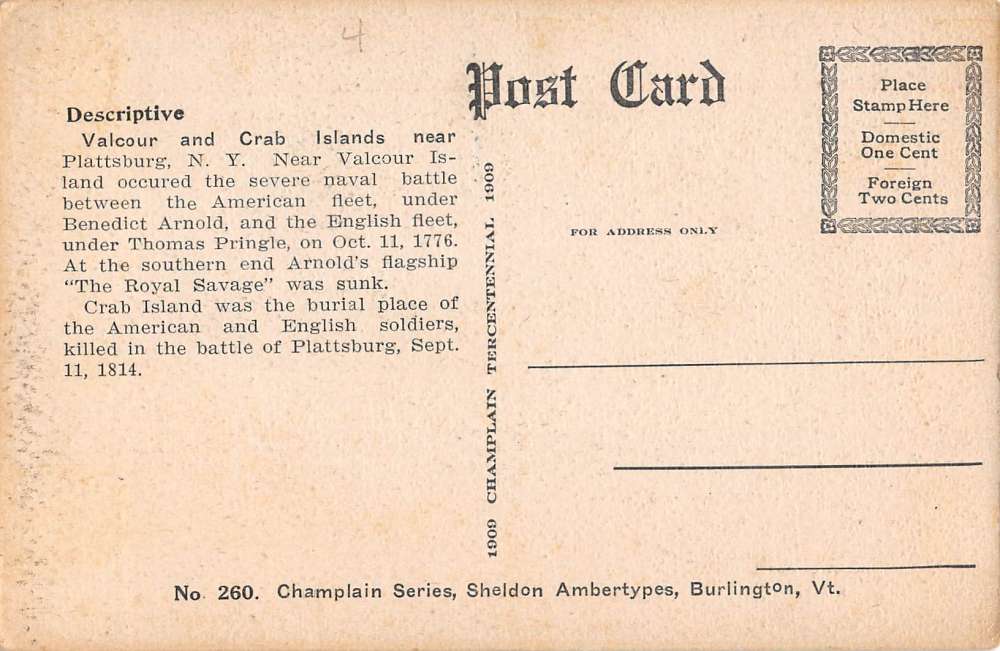 4
Post Card
Place
Stamp Here
Domestic
One Cent
Foreign
Two Cents
Descriptive
Valcour and Crab Islands near
Plattsburg, N. Y. Near Valcour Is-
land occured the severe naval battle
between the American fleet, under
Benedict Arnold, and the English fleet,
under Thomas Pringle, on Oct. 11, 1776.
At the southern end Arnold's flagship
"The Royal Savage" was sunk.
Crab Island was the burial place of
the American and English soldiers,
killed in the battle of Plattsburg, Sept.
11, 1814.
1909 CHAMPLAIN TERCENTENNIAL 1909
FOR ADDRESS ONLY
No. 260. Champlain Series, Sheldon Ambertypes, Burlington, Vt.